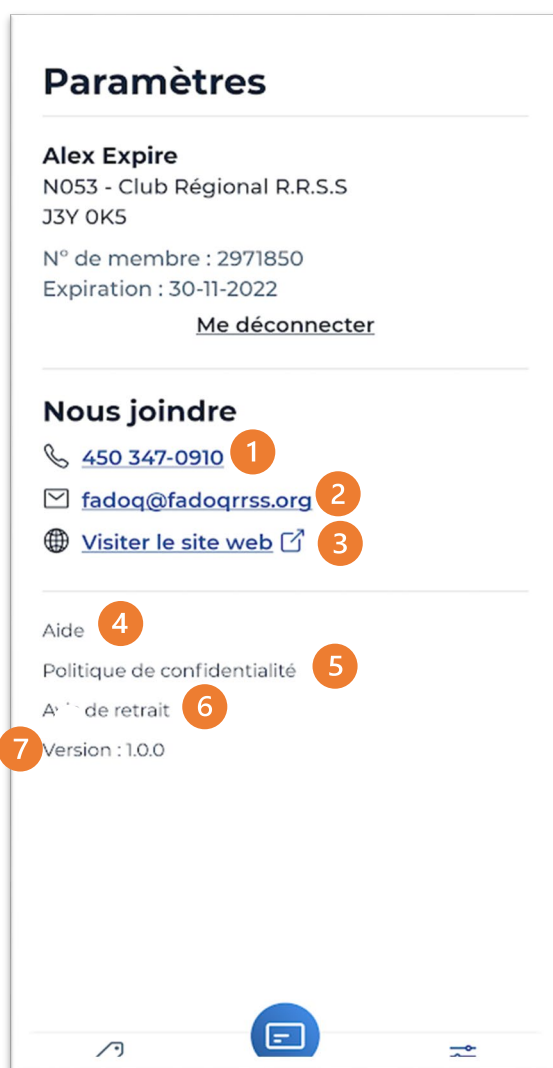 Paramètres
Alex Expire
N053 - Club Régional R.R.S.S
J3Y 0K5
N° de membre : 2971850
Expiration : 30-11-2022
Me déconnecter
Nous joindre
450 347-0910 1
fadoq@fadoqrrss.org 2
Visiter le site web 3
Aide 4
Politique de confidentialité 5
de retrait 6
7 Version : 1.0.0